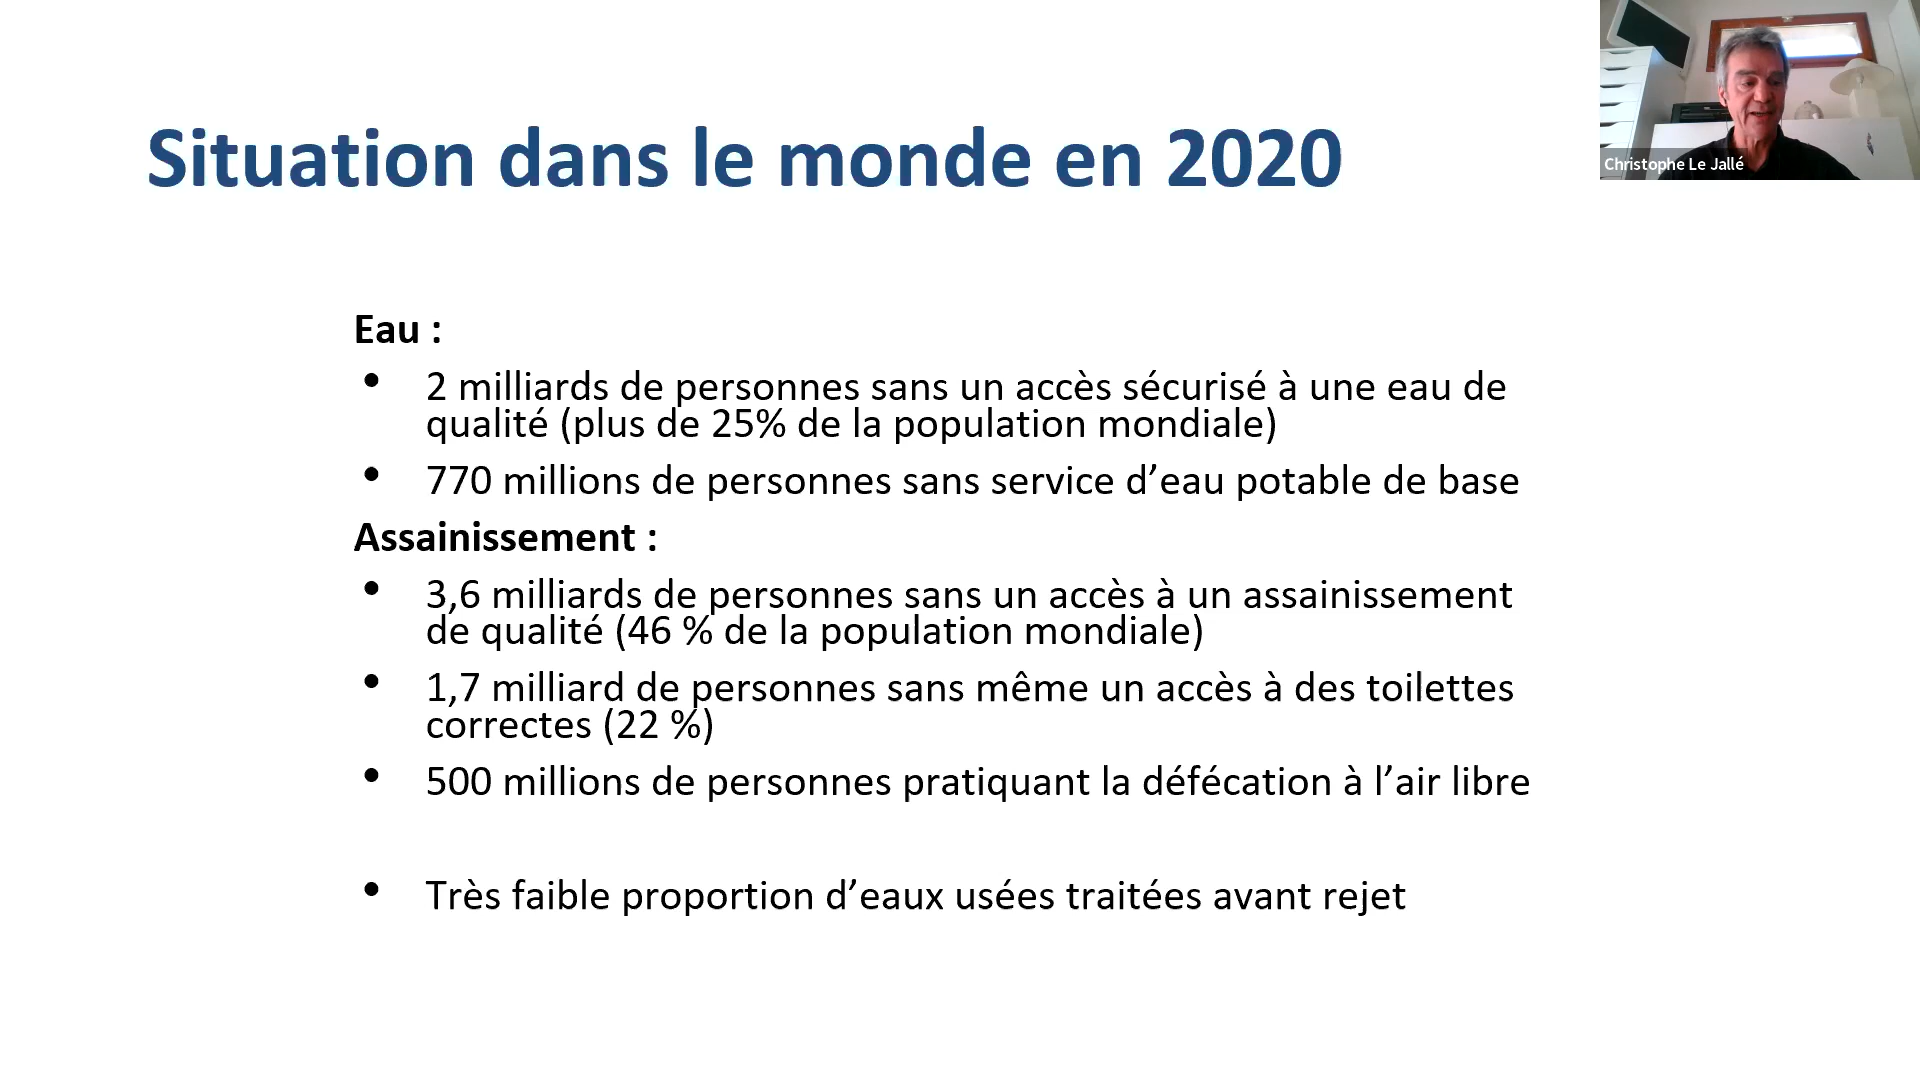 Situation dans le monde en 2020
Christophe Le Jallé
Eau :
• 2 milliards de personnes sans un accès sécurisé à une eau de
qualité (plus de 25% de la population mondiale)
• 770 millions de personnes sans service d’eau potable de base
Assainissement :
• 3,6 milliards de personnes sans un accès à un assainissement
de qualité (46 % de la population mondiale)
• 1,7 milliard de personnes sans même un accès à des toilettes
correctes (22 %)
• 500 millions de personnes pratiquant la défécation à l’air libre
• Très faible proportion d’eaux usées traitées avant rejet